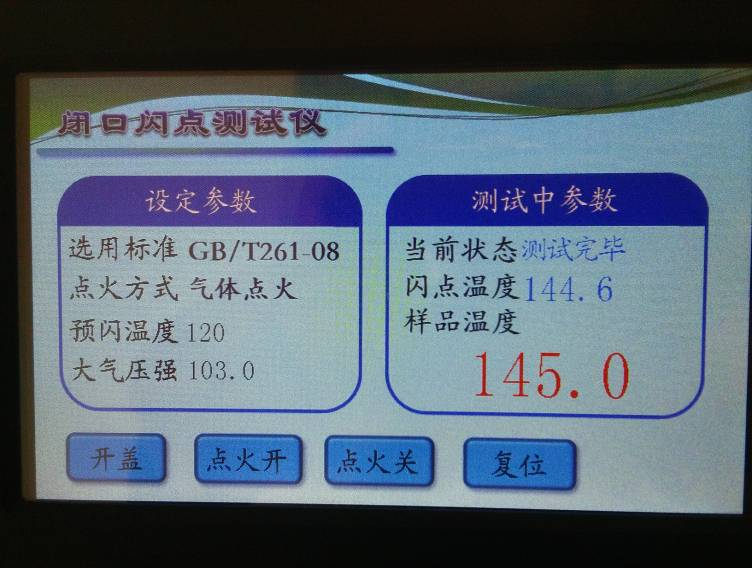 闭口闪点测试仪
设定参数
选用标准 GB/T261-08
点火方式 气体点火
预闪温度 120
大气压强 103.0
测试中参数
当前状态 测试完毕
闪点温度 144.6
样品温度
145.0
开盖
点火开
点火关
复位